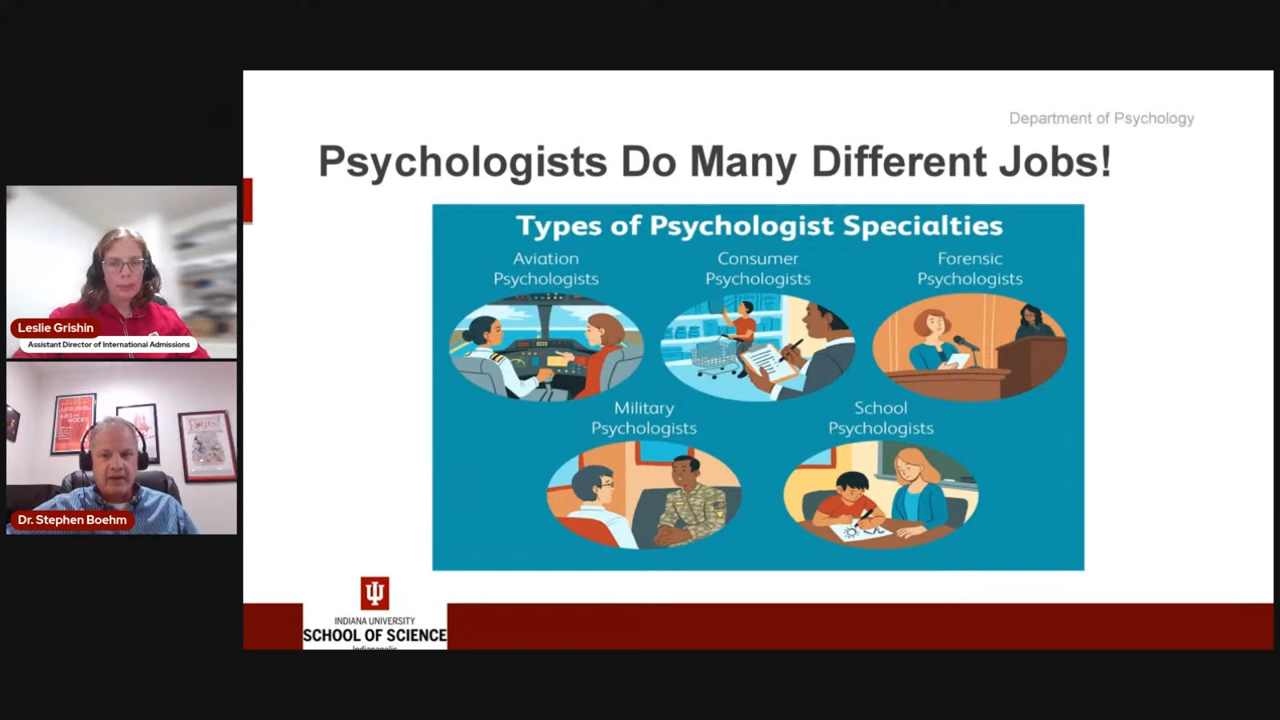 Department of Psychology
Psychologists Do Many Different Jobs!
Types of Psychologist Specialties
Aviation
Psychologists
Consumer
Psychologists
Forensic
Psychologists
Military
Psychologists
School
Psychologists
Leslie Grishin
Assistant Director of International Admissions
Dr. Stephen Boehm
INDIANA UNIVERSITY
SCHOOL OF SCIENCE
Indianapolis